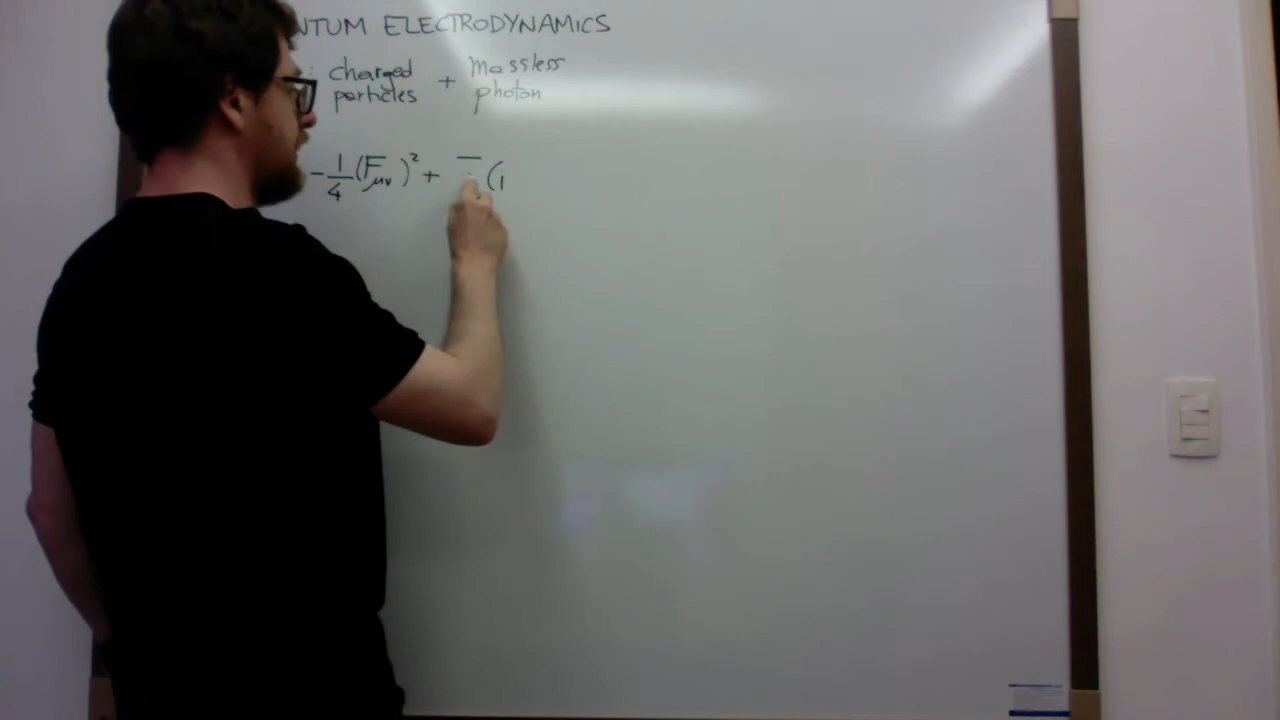 NTUM ELECTRODYNAMICS
charged particles + massless photon
-1/4 (Fμν)² + ‾ (